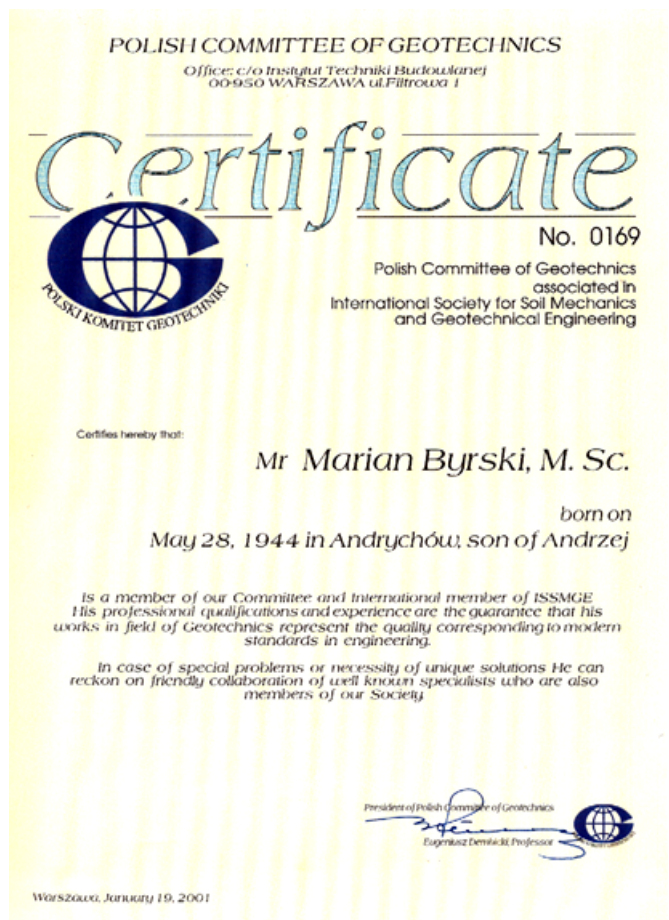 POLISH COMMITTEE OF GEOTECHNICS
Office: c/o Instytut Techniki Budowlanej
00-950 WARSZAWA ul.Filtrowa 1
Certificate
No. 0169
POLSKI KOMITET GEOTECHNIKI
Polish Committee of Geotechnics
associated in
International Society for Soil Mechanics
and Geotechnical Engineering
Certifies hereby that:
Mr Marian Byrski, M. Sc.
born on
May 28, 1944 in Andrychów, son of Andrzej
is a member of our Committee and International member of ISSMGE
His professional qualifications and experience are the guarantee that his
works in field of Geotechnics represent the quality corresponding to modern
standards in engineering.
In case of special problems or necessity of unique solutions He can
reckon on friendly collaboration of well known specialists who are also
members of our Society
President of Polish Committee of Geotechnics
Eugeniusz Dembicki, Professor
Warszawa, January 19, 2001